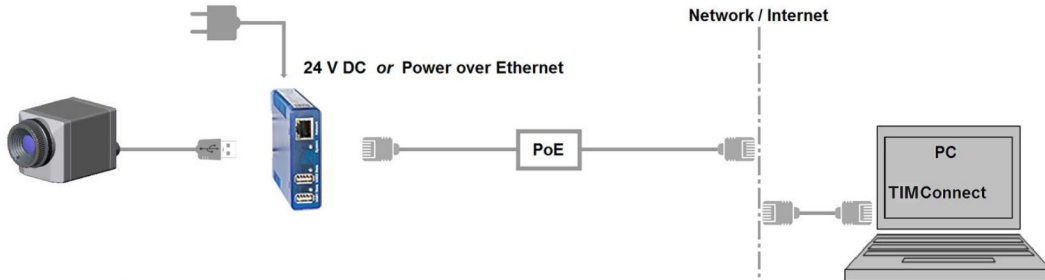 Network / Internet
24 V DC or Power over Ethernet
PoE
PC
TIMConnect